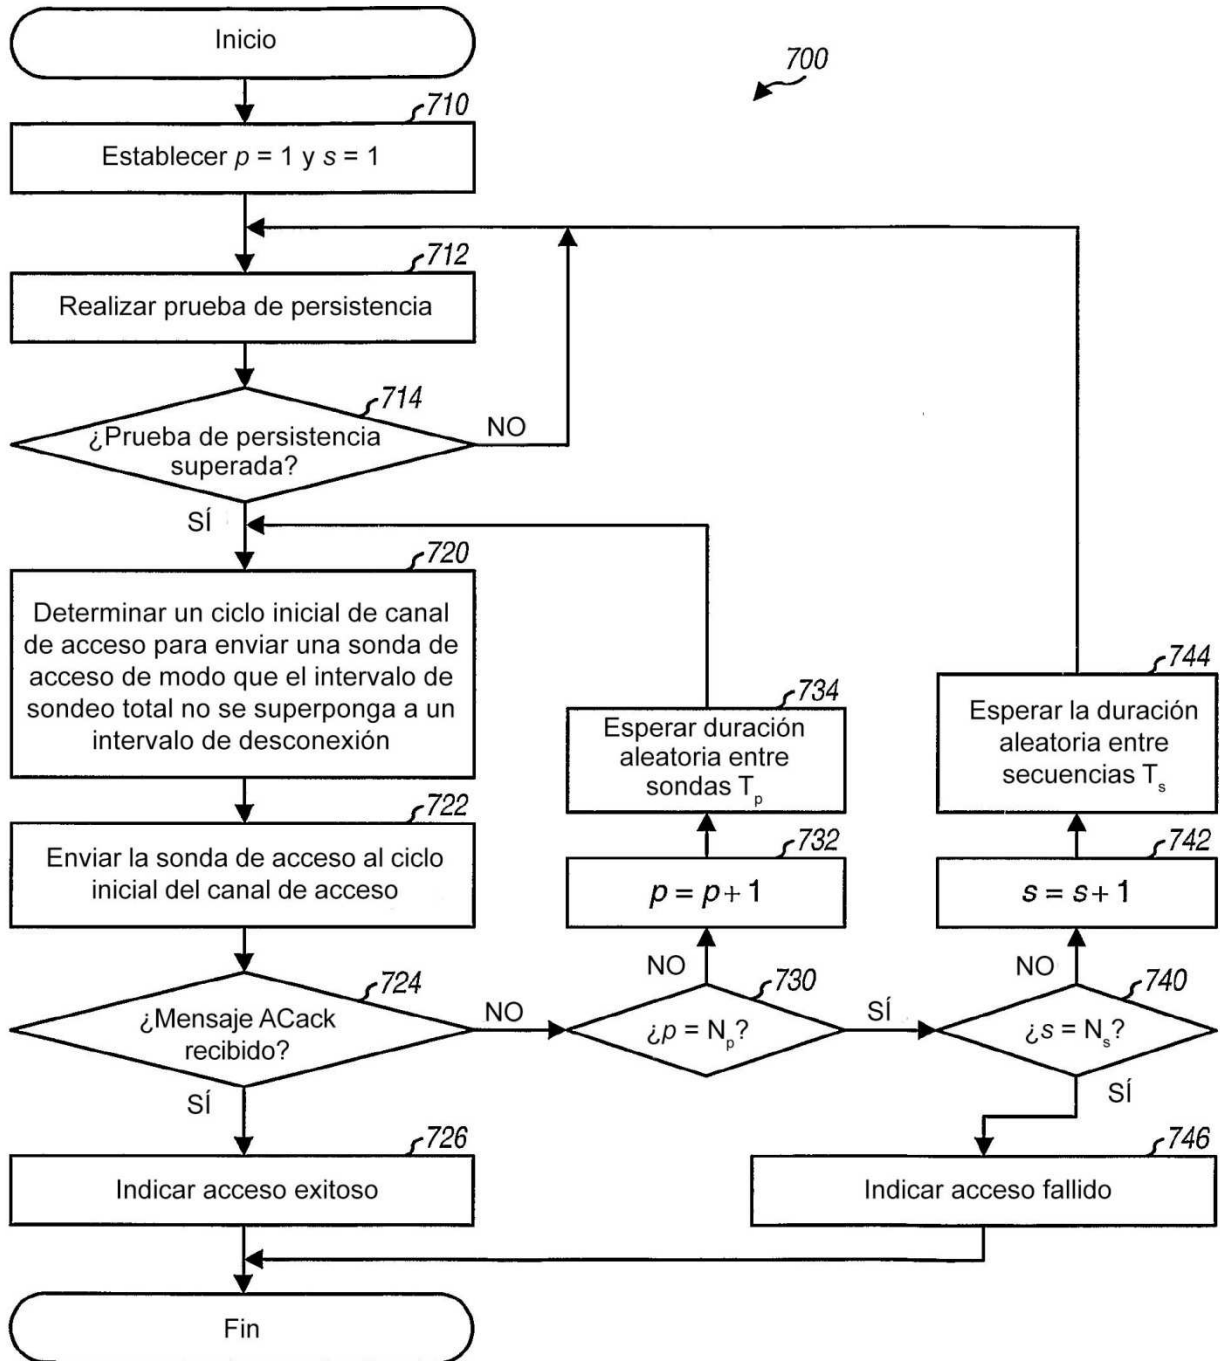 Inicio
700
710
Establecer p = 1 y s = 1
712
Realizar prueba de persistencia
714
¿Prueba de persistencia
superada?
NO
SÍ
720
Determinar un ciclo inicial de canal
de acceso para enviar una sonda de
acceso de modo que el intervalo de
sondeo total no se superponga a un
intervalo de desconexión
734
Esperar duración
aleatoria entre
sondas Tp
744
Esperar la duración
aleatoria entre
secuencias Ts
722
Enviar la sonda de acceso al ciclo
inicial del canal de acceso
732
p = p + 1
742
s = s + 1
724
¿Mensaje ACack
recibido?
NO
SÍ
730
¿p = Np?
NO
SÍ
740
¿s = Ns?
NO
SÍ
726
Indicar acceso exitoso
746
Indicar acceso fallido
Fin